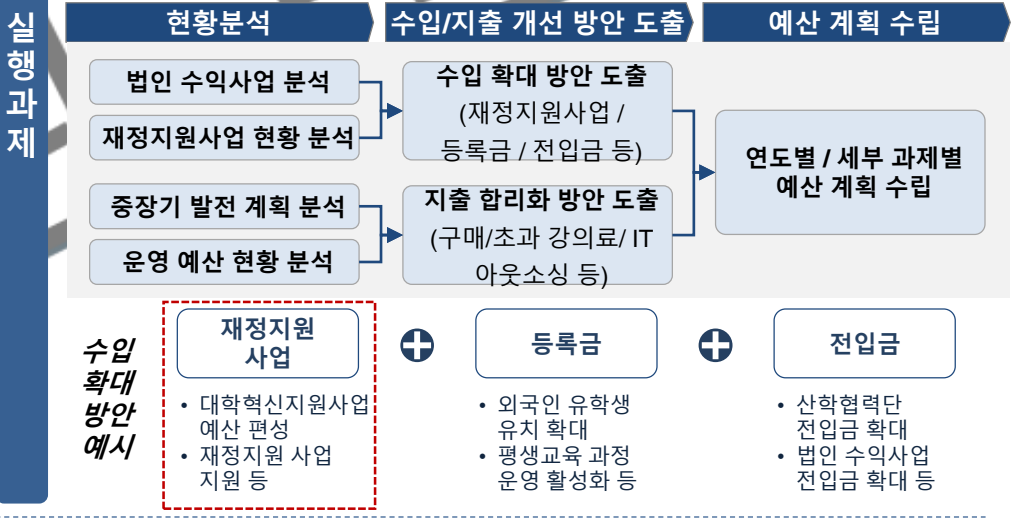 실행과제
현황분석
수입/지출 개선 방안 도출
예산 계획 수립
법인 수익사업 분석
재정지원사업 현황 분석
중장기 발전 계획 분석
운영 예산 현황 분석
수입 확대 방안 도출
(재정지원사업 /
등록금 / 전입금 등)
지출 합리화 방안 도출
(구매/초과 강의료/ IT
아웃소싱 등)
연도별 / 세부 과제별
예산 계획 수립
수입
확대
방안
예시
재정지원
사업
• 대학혁신지원사업
예산 편성
• 재정지원 사업
지원 등
등록금
• 외국인 유학생
유치 확대
• 평생교육 과정
운영 활성화 등
전입금
• 산학협력단
전입금 확대
• 법인 수익사업
전입금 확대 등